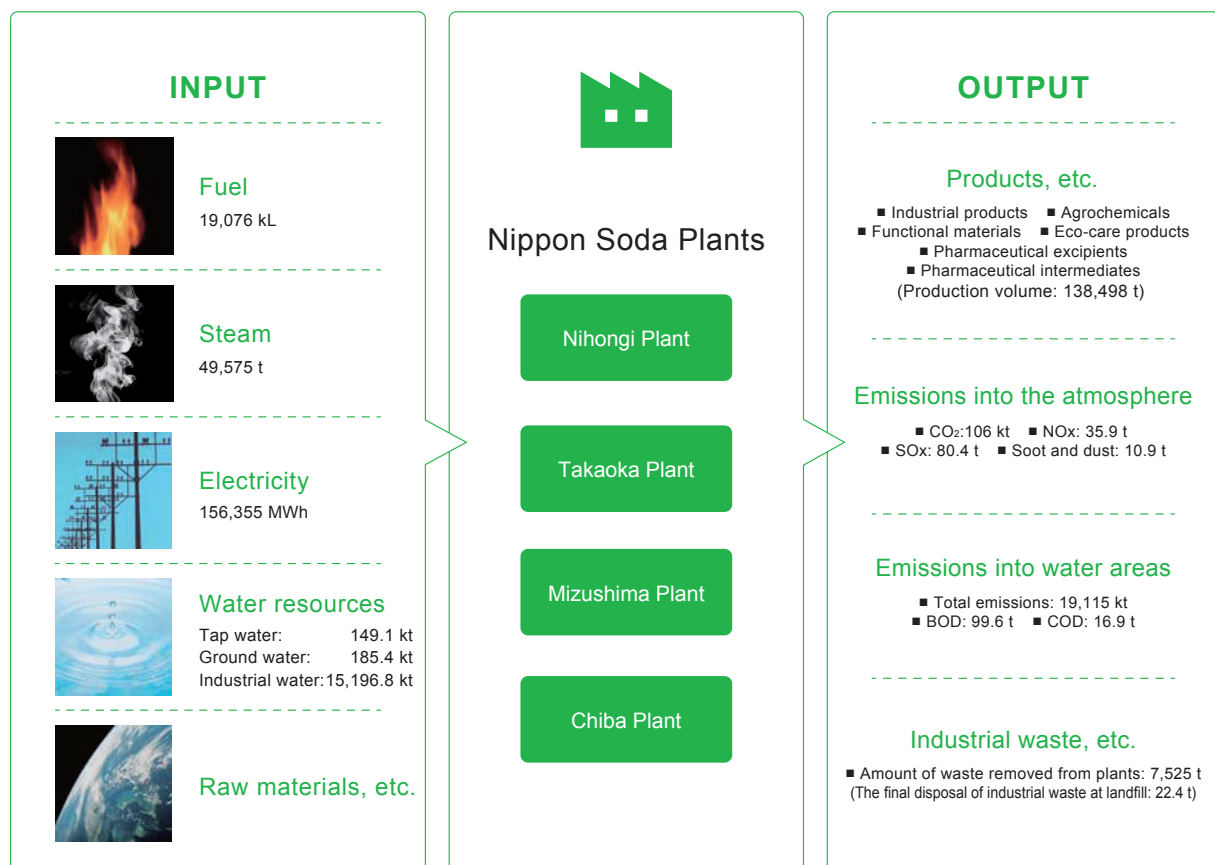 INPUT
Fuel
19,076 kL
Steam
49,575 t
Electricity
156,355 MWh
Water resources
Tap water: 149.1 kt
Ground water: 185.4 kt
Industrial water:15,196.8 kt
Raw materials, etc.
Nippon Soda Plants
Nihongi Plant
Takaoka Plant
Mizushima Plant
Chiba Plant
OUTPUT
Products, etc.
■ Industrial products ■ Agrochemicals
■ Functional materials ■ Eco-care products
■ Pharmaceutical excipients
■ Pharmaceutical intermediates
(Production volume: 138,498 t)
Emissions into the atmosphere
■ CO₂:106 kt ■ NOx: 35.9 t
■ SOx: 80.4 t ■ Soot and dust: 10.9 t
Emissions into water areas
■ Total emissions: 19,115 kt
■ BOD: 99.6 t ■ COD: 16.9 t
Industrial waste, etc.
■ Amount of waste removed from plants: 7,525 t
(The final disposal of industrial waste at landfill: 22.4 t)